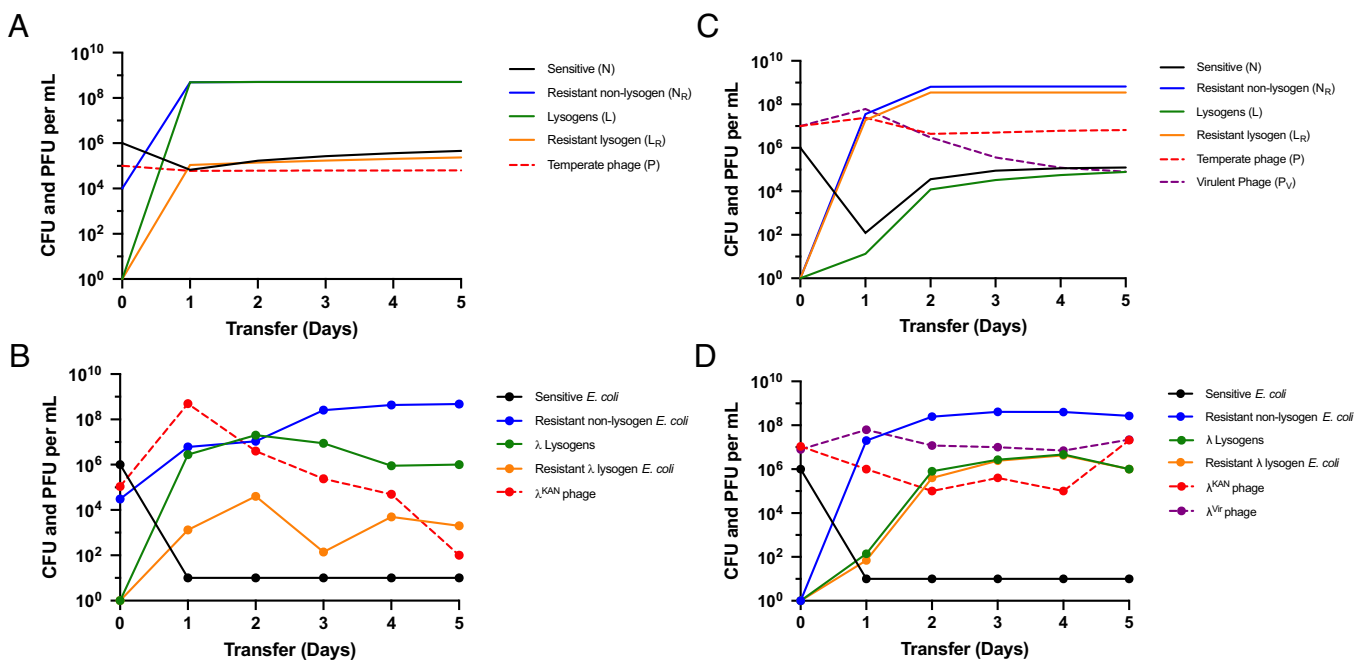 A
CFU and PFU per mL
10^10
10^8
10^6
10^4
10^2
10^0
0 1 2 3 4 5
Transfer (Days)
Sensitive (N)
Resistant non-lysogen (N_R)
Lysogens (L)
Resistant lysogen (L_R)
Temperate phage (P)
C
CFU and PFU per mL
10^10
10^8
10^6
10^4
10^2
10^0
0 1 2 3 4 5
Transfer (Days)
Sensitive (N)
Resistant non-lysogen (N_R)
Lysogens (L)
Resistant lysogen (L_R)
Temperate phage (P)
Virulent Phage (P_V)
B
CFU and PFU per mL
10^10
10^8
10^6
10^4
10^2
10^0
0 1 2 3 4 5
Transfer (Days)
Sensitive E. coli
Resistant non-lysogen E. coli
λ Lysogens
Resistant λ lysogen E. coli
λ^KAN phage
D
CFU and PFU per mL
10^10
10^8
10^6
10^4
10^2
10^0
0 1 2 3 4 5
Transfer (Days)
Sensitive E. coli
Resistant non-lysogen E. coli
λ Lysogens
Resistant λ lysogen E. coli
λ^KAN phage
λ^Vir phage